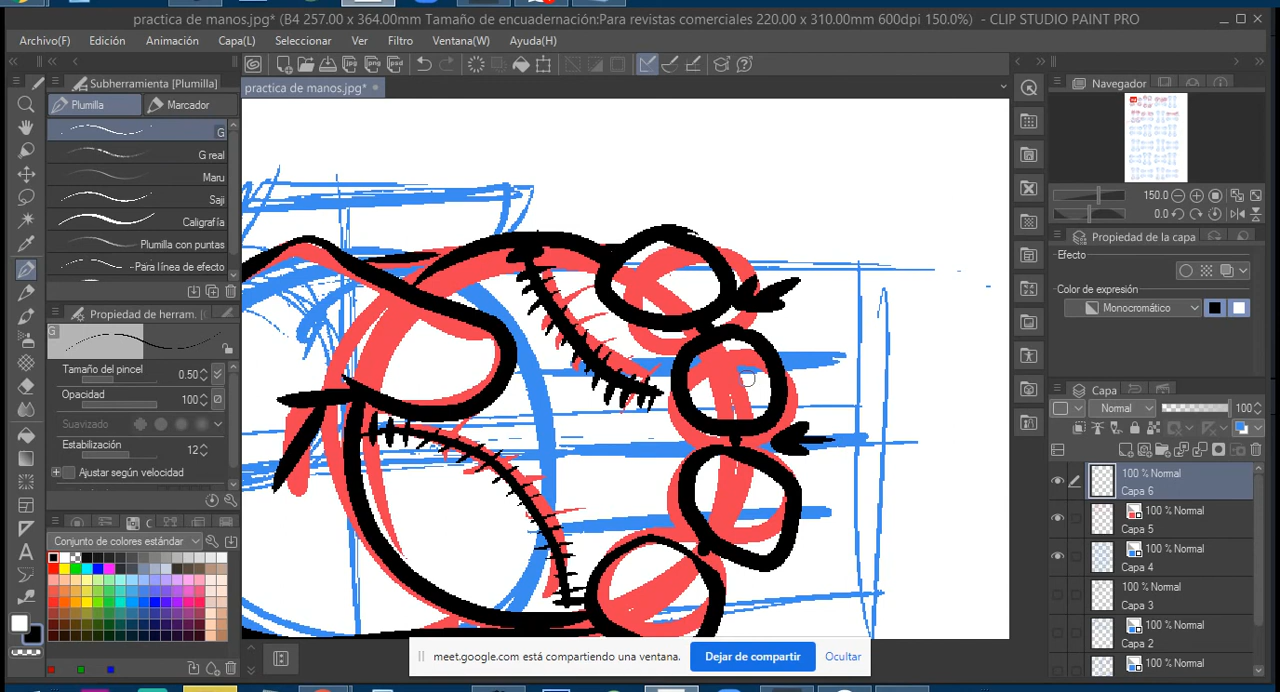 practica de manos.jpg* (B4 257.00 x 364.00mm Tamaño de encuadernación:Para revistas comerciales 220.00 x 310.00mm 600dpi 150.0%) - CLIP STUDIO PAINT PRO
Archivo(F) Edición Animación Capa(L) Seleccionar Ver Filtro Ventana(W) Ayuda(H)
Subherramienta [Plumilla]
practica de manos.jpg*
Navegador
Plumilla Marcador
G
G real
Maru
Saji
Caligrafía
Plumilla con puntas
Para línea de efecto
150.0
0.0
Propiedad de la capa
Efecto
Color de expresión
Monocromático
Propiedad de herram.
G
Tamaño del pincel 0.50
Opacidad 100
Suavizado
Estabilización 12
Ajustar según velocidad
Capa
Normal 100
100 % Normal
Capa 6
100 % Normal
Capa 5
100 % Normal
Capa 4
100 % Normal
Capa 3
100 % Normal
Capa 2
100 % Normal
Conjunto de colores estándar
meet.google.com está compartiendo una ventana. Dejar de compartir Ocultar